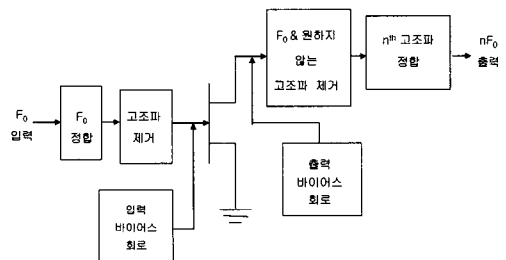 F₀ & 원하지
않는
고조파 제거
nᵗʰ 고조파
정합
nF₀
출력
F₀
입력
F₀
정합
고조파
제거
출력
바이어스
회로
입력
바이어스
회로